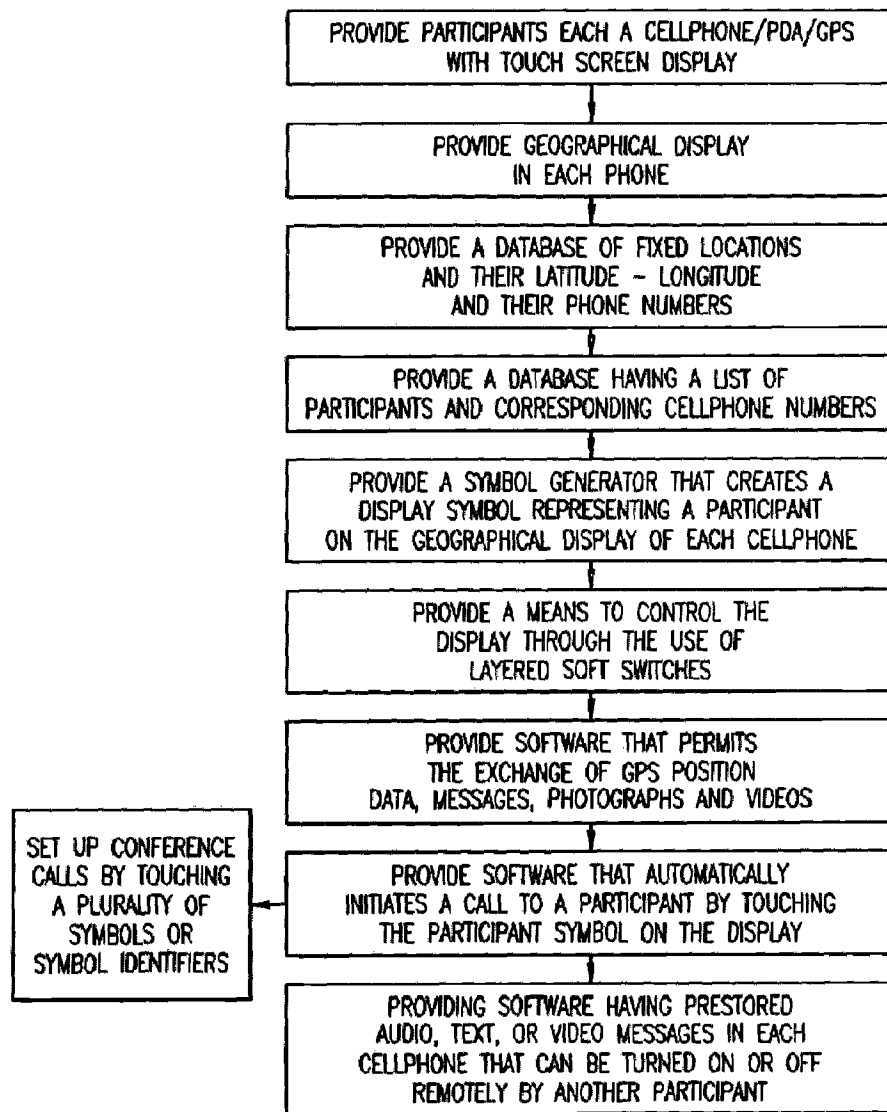 PROVIDE PARTICIPANTS EACH A CELLPHONE/PDA/GPS
WITH TOUCH SCREEN DISPLAY
PROVIDE GEOGRAPHICAL DISPLAY
IN EACH PHONE
PROVIDE A DATABASE OF FIXED LOCATIONS
AND THEIR LATITUDE - LONGITUDE
AND THEIR PHONE NUMBERS
PROVIDE A DATABASE HAVING A LIST OF
PARTICIPANTS AND CORRESPONDING CELLPHONE NUMBERS
PROVIDE A SYMBOL GENERATOR THAT CREATES A
DISPLAY SYMBOL REPRESENTING A PARTICIPANT
ON THE GEOGRAPHICAL DISPLAY OF EACH CELLPHONE
PROVIDE A MEANS TO CONTROL THE
DISPLAY THROUGH THE USE OF
LAYERED SOFT SWITCHES
PROVIDE SOFTWARE THAT PERMITS
THE EXCHANGE OF GPS POSITION
DATA, MESSAGES, PHOTOGRAPHS AND VIDEOS
PROVIDE SOFTWARE THAT AUTOMATICALLY
INITIATES A CALL TO A PARTICIPANT BY TOUCHING
THE PARTICIPANT SYMBOL ON THE DISPLAY
SET UP CONFERENCE
CALLS BY TOUCHING
A PLURALITY OF
SYMBOLS OR
SYMBOL IDENTIFIERS
PROVIDING SOFTWARE HAVING PRESTORED
AUDIO, TEXT, OR VIDEO MESSAGES IN EACH
CELLPHONE THAT CAN BE TURNED ON OR OFF
REMOTELY BY ANOTHER PARTICIPANT